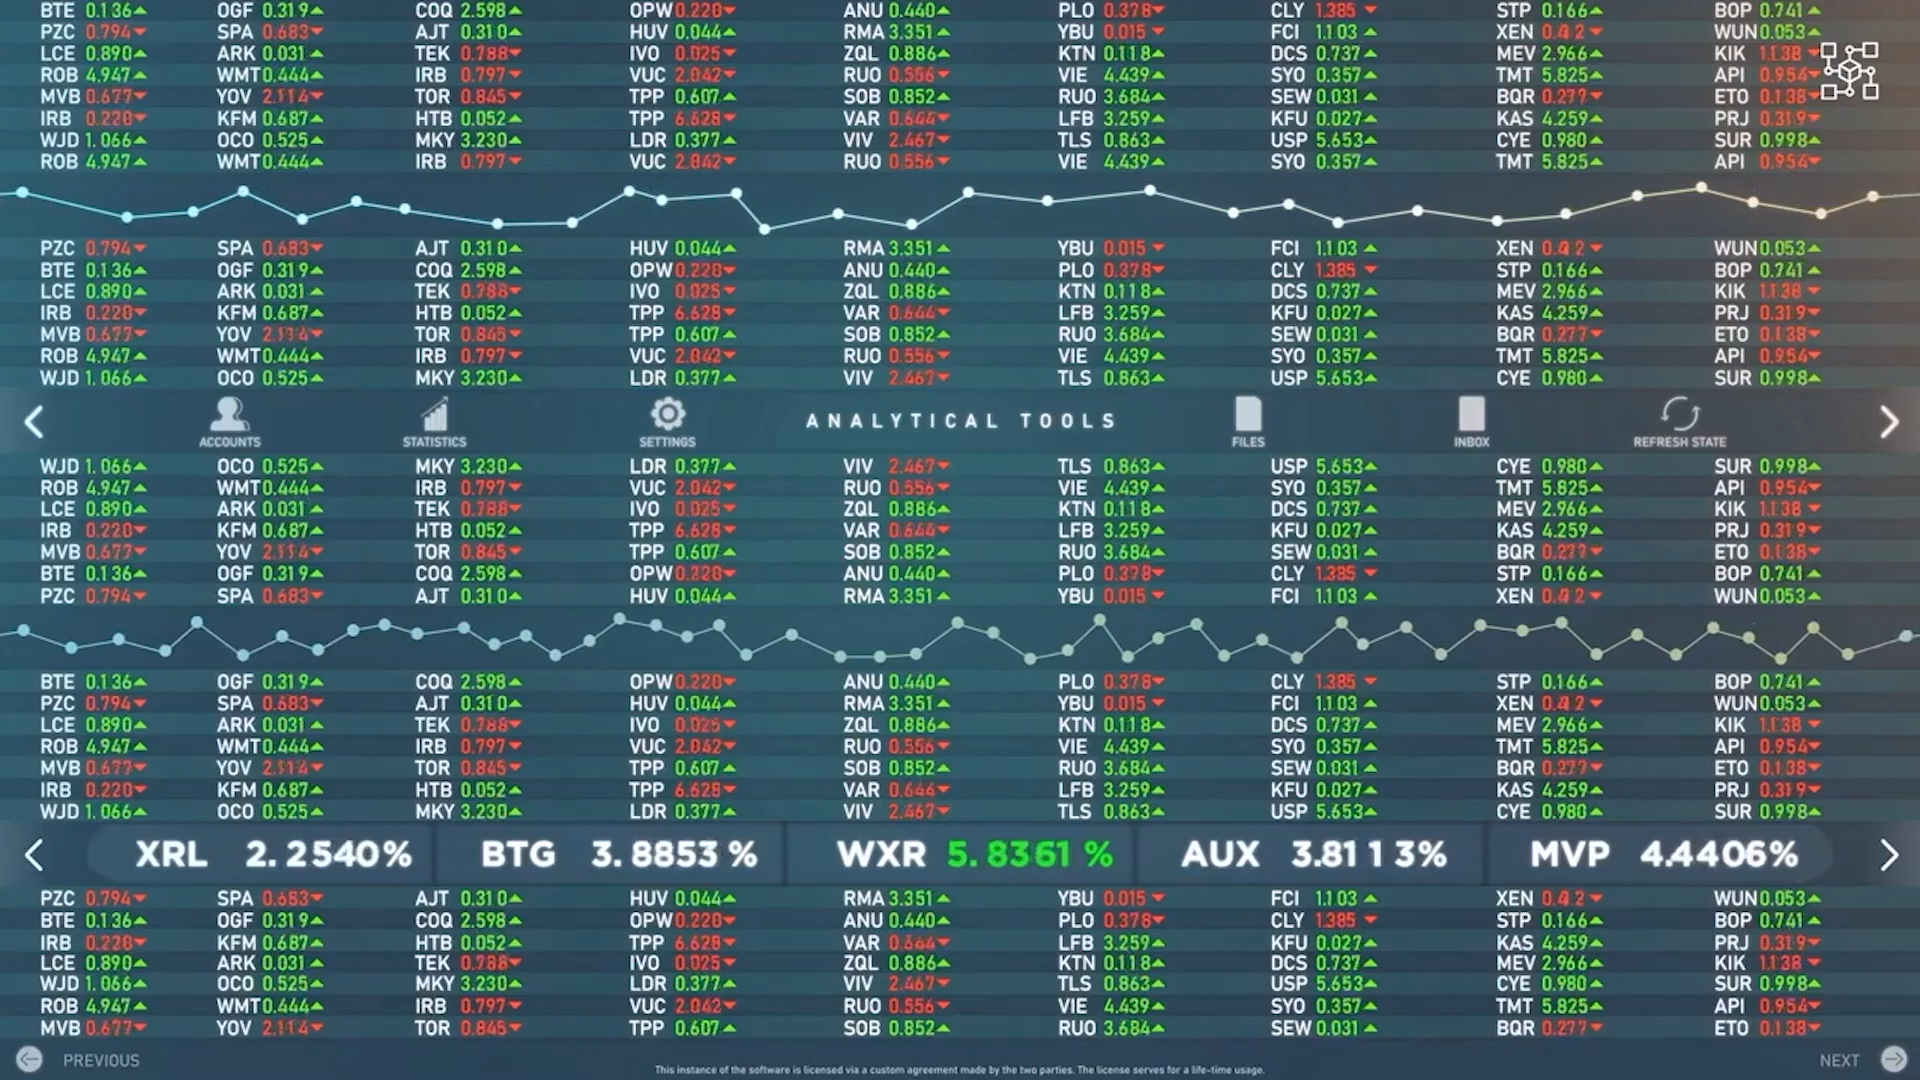 BTE 0.136 OGF 0.319 COQ 2.598 OPW 0.220 ANU 0.440 PLO 0.378 CLY 1.385 STP 0.166 BOP 0.741
PZC 0.794 SPA 0.683 AJT 0.310 HUV 0.044 RMA 3.351 YBU 0.015 FCI 1.103 XEN 0.412 WUN 0.053
LCE 0.890 ARK 0.031 TEK 0.788 IVO 0.025 ZQL 0.886 KTN 0.118 DCS 0.737 MEV 2.966 KIK 1.138
ROB 4.947 WMT 0.444 IRB 0.797 VUC 2.042 RUO 0.556 VIE 4.439 SYO 0.357 TMT 5.825 API 0.954
MVB 0.677 YOV 2.114 TOR 0.845 TPP 0.607 SOB 0.852 RUO 3.684 SEW 0.031 BQR 0.277 ETO 0.138
IRB 0.220 KFM 0.687 HTB 0.052 TPP 6.628 VAR 0.644 LFB 3.259 KFU 0.027 KAS 4.259 PRJ 0.319
WJD 1.066 OCO 0.525 MKY 3.230 LDR 0.377 VIV 2.467 TLS 0.863 USP 5.653 CYE 0.980 SUR 0.998
ROB 4.947 WMT 0.444 IRB 0.797 VUC 2.042 RUO 0.556 VIE 4.439 SYO 0.357 TMT 5.825 API 0.954
PZC 0.794 SPA 0.683 AJT 0.310 HUV 0.044 RMA 3.351 YBU 0.015 FCI 1.103 XEN 0.412 WUN 0.053
BTE 0.136 OGF 0.319 COQ 2.598 OPW 0.220 ANU 0.440 PLO 0.378 CLY 1.385 STP 0.166 BOP 0.741
LCE 0.890 ARK 0.031 TEK 0.788 IVO 0.025 ZQL 0.886 KTN 0.118 DCS 0.737 MEV 2.966 KIK 1.138
IRB 0.220 KFM 0.687 HTB 0.052 TPP 6.628 VAR 0.644 LFB 3.259 KFU 0.027 KAS 4.259 PRJ 0.319
MVB 0.677 YOV 2.114 TOR 0.845 TPP 0.607 SOB 0.852 RUO 3.684 SEW 0.031 BQR 0.277 ETO 0.138
ROB 4.947 WMT 0.444 IRB 0.797 VUC 2.042 RUO 0.556 VIE 4.439 SYO 0.357 TMT 5.825 API 0.954
WJD 1.066 OCO 0.525 MKY 3.230 LDR 0.377 VIV 2.467 TLS 0.863 USP 5.653 CYE 0.980 SUR 0.998
ACCOUNTS STATISTICS SETTINGS ANALYTICAL TOOLS FILES INBOX REFRESH STATE
WJD 1.066 OCO 0.525 MKY 3.230 LDR 0.377 VIV 2.467 TLS 0.863 USP 5.653 CYE 0.980 SUR 0.998
ROB 4.947 WMT 0.444 IRB 0.797 VUC 2.042 RUO 0.556 VIE 4.439 SYO 0.357 TMT 5.825 API 0.954
LCE 0.890 ARK 0.031 TEK 0.788 IVO 0.025 ZQL 0.886 KTN 0.118 DCS 0.737 MEV 2.966 KIK 1.138
IRB 0.220 KFM 0.687 HTB 0.052 TPP 6.628 VAR 0.644 LFB 3.259 KFU 0.027 KAS 4.259 PRJ 0.319
MVB 0.677 YOV 2.114 TOR 0.845 TPP 0.607 SOB 0.852 RUO 3.684 SEW 0.031 BQR 0.277 ETO 0.138
BTE 0.136 OGF 0.319 COQ 2.598 OPW 0.220 ANU 0.440 PLO 0.378 CLY 1.385 STP 0.166 BOP 0.741
PZC 0.794 SPA 0.683 AJT 0.310 HUV 0.044 RMA 3.351 YBU 0.015 FCI 1.103 XEN 0.412 WUN 0.053
BTE 0.136 OGF 0.319 COQ 2.598 OPW 0.220 ANU 0.440 PLO 0.378 CLY 1.385 STP 0.166 BOP 0.741
PZC 0.794 SPA 0.683 AJT 0.310 HUV 0.044 RMA 3.351 YBU 0.015 FCI 1.103 XEN 0.412 WUN 0.053
LCE 0.890 ARK 0.031 TEK 0.788 IVO 0.025 ZQL 0.886 KTN 0.118 DCS 0.737 MEV 2.966 KIK 1.138
ROB 4.947 WMT 0.444 IRB 0.797 VUC 2.042 RUO 0.556 VIE 4.439 SYO 0.357 TMT 5.825 API 0.954
MVB 0.677 YOV 2.114 TOR 0.845 TPP 0.607 SOB 0.852 RUO 3.684 SEW 0.031 BQR 0.277 ETO 0.138
IRB 0.220 KFM 0.687 HTB 0.052 TPP 6.628 VAR 0.644 LFB 3.259 KFU 0.027 KAS 4.259 PRJ 0.319
WJD 1.066 OCO 0.525 MKY 3.230 LDR 0.377 VIV 2.467 TLS 0.863 USP 5.653 CYE 0.980 SUR 0.998
XRL 2.2540% BTG 3.8853% WXR 5.8361% AUX 3.8113% MVP 4.4406%
PZC 0.794 SPA 0.683 AJT 0.310 HUV 0.044 RMA 3.351 YBU 0.015 FCI 1.103 XEN 0.412 WUN 0.053
BTE 0.136 OGF 0.319 COQ 2.598 OPW 0.220 ANU 0.440 PLO 0.378 CLY 1.385 STP 0.166 BOP 0.741
IRB 0.220 KFM 0.687 HTB 0.052 TPP 6.628 VAR 0.644 LFB 3.259 KFU 0.027 KAS 4.259 PRJ 0.319
LCE 0.890 ARK 0.031 TEK 0.788 IVO 0.025 ZQL 0.886 KTN 0.118 DCS 0.737 MEV 2.966 KIK 1.138
WJD 1.066 OCO 0.525 MKY 3.230 LDR 0.377 VIV 2.467 TLS 0.863 USP 5.653 CYE 0.980 SUR 0.998
ROB 4.947 WMT 0.444 IRB 0.797 VUC 2.042 RUO 0.556 VIE 4.439 SYO 0.357 TMT 5.825 API 0.954
MVB 0.677 YOV 2.114 TOR 0.845 TPP 0.607 SOB 0.852 RUO 3.684 SEW 0.031 BQR 0.277 ETO 0.138
PREVIOUS NEXT
This instance of the software is licensed via a custom agreement made by the two parties. The license serves for a life-time usage.